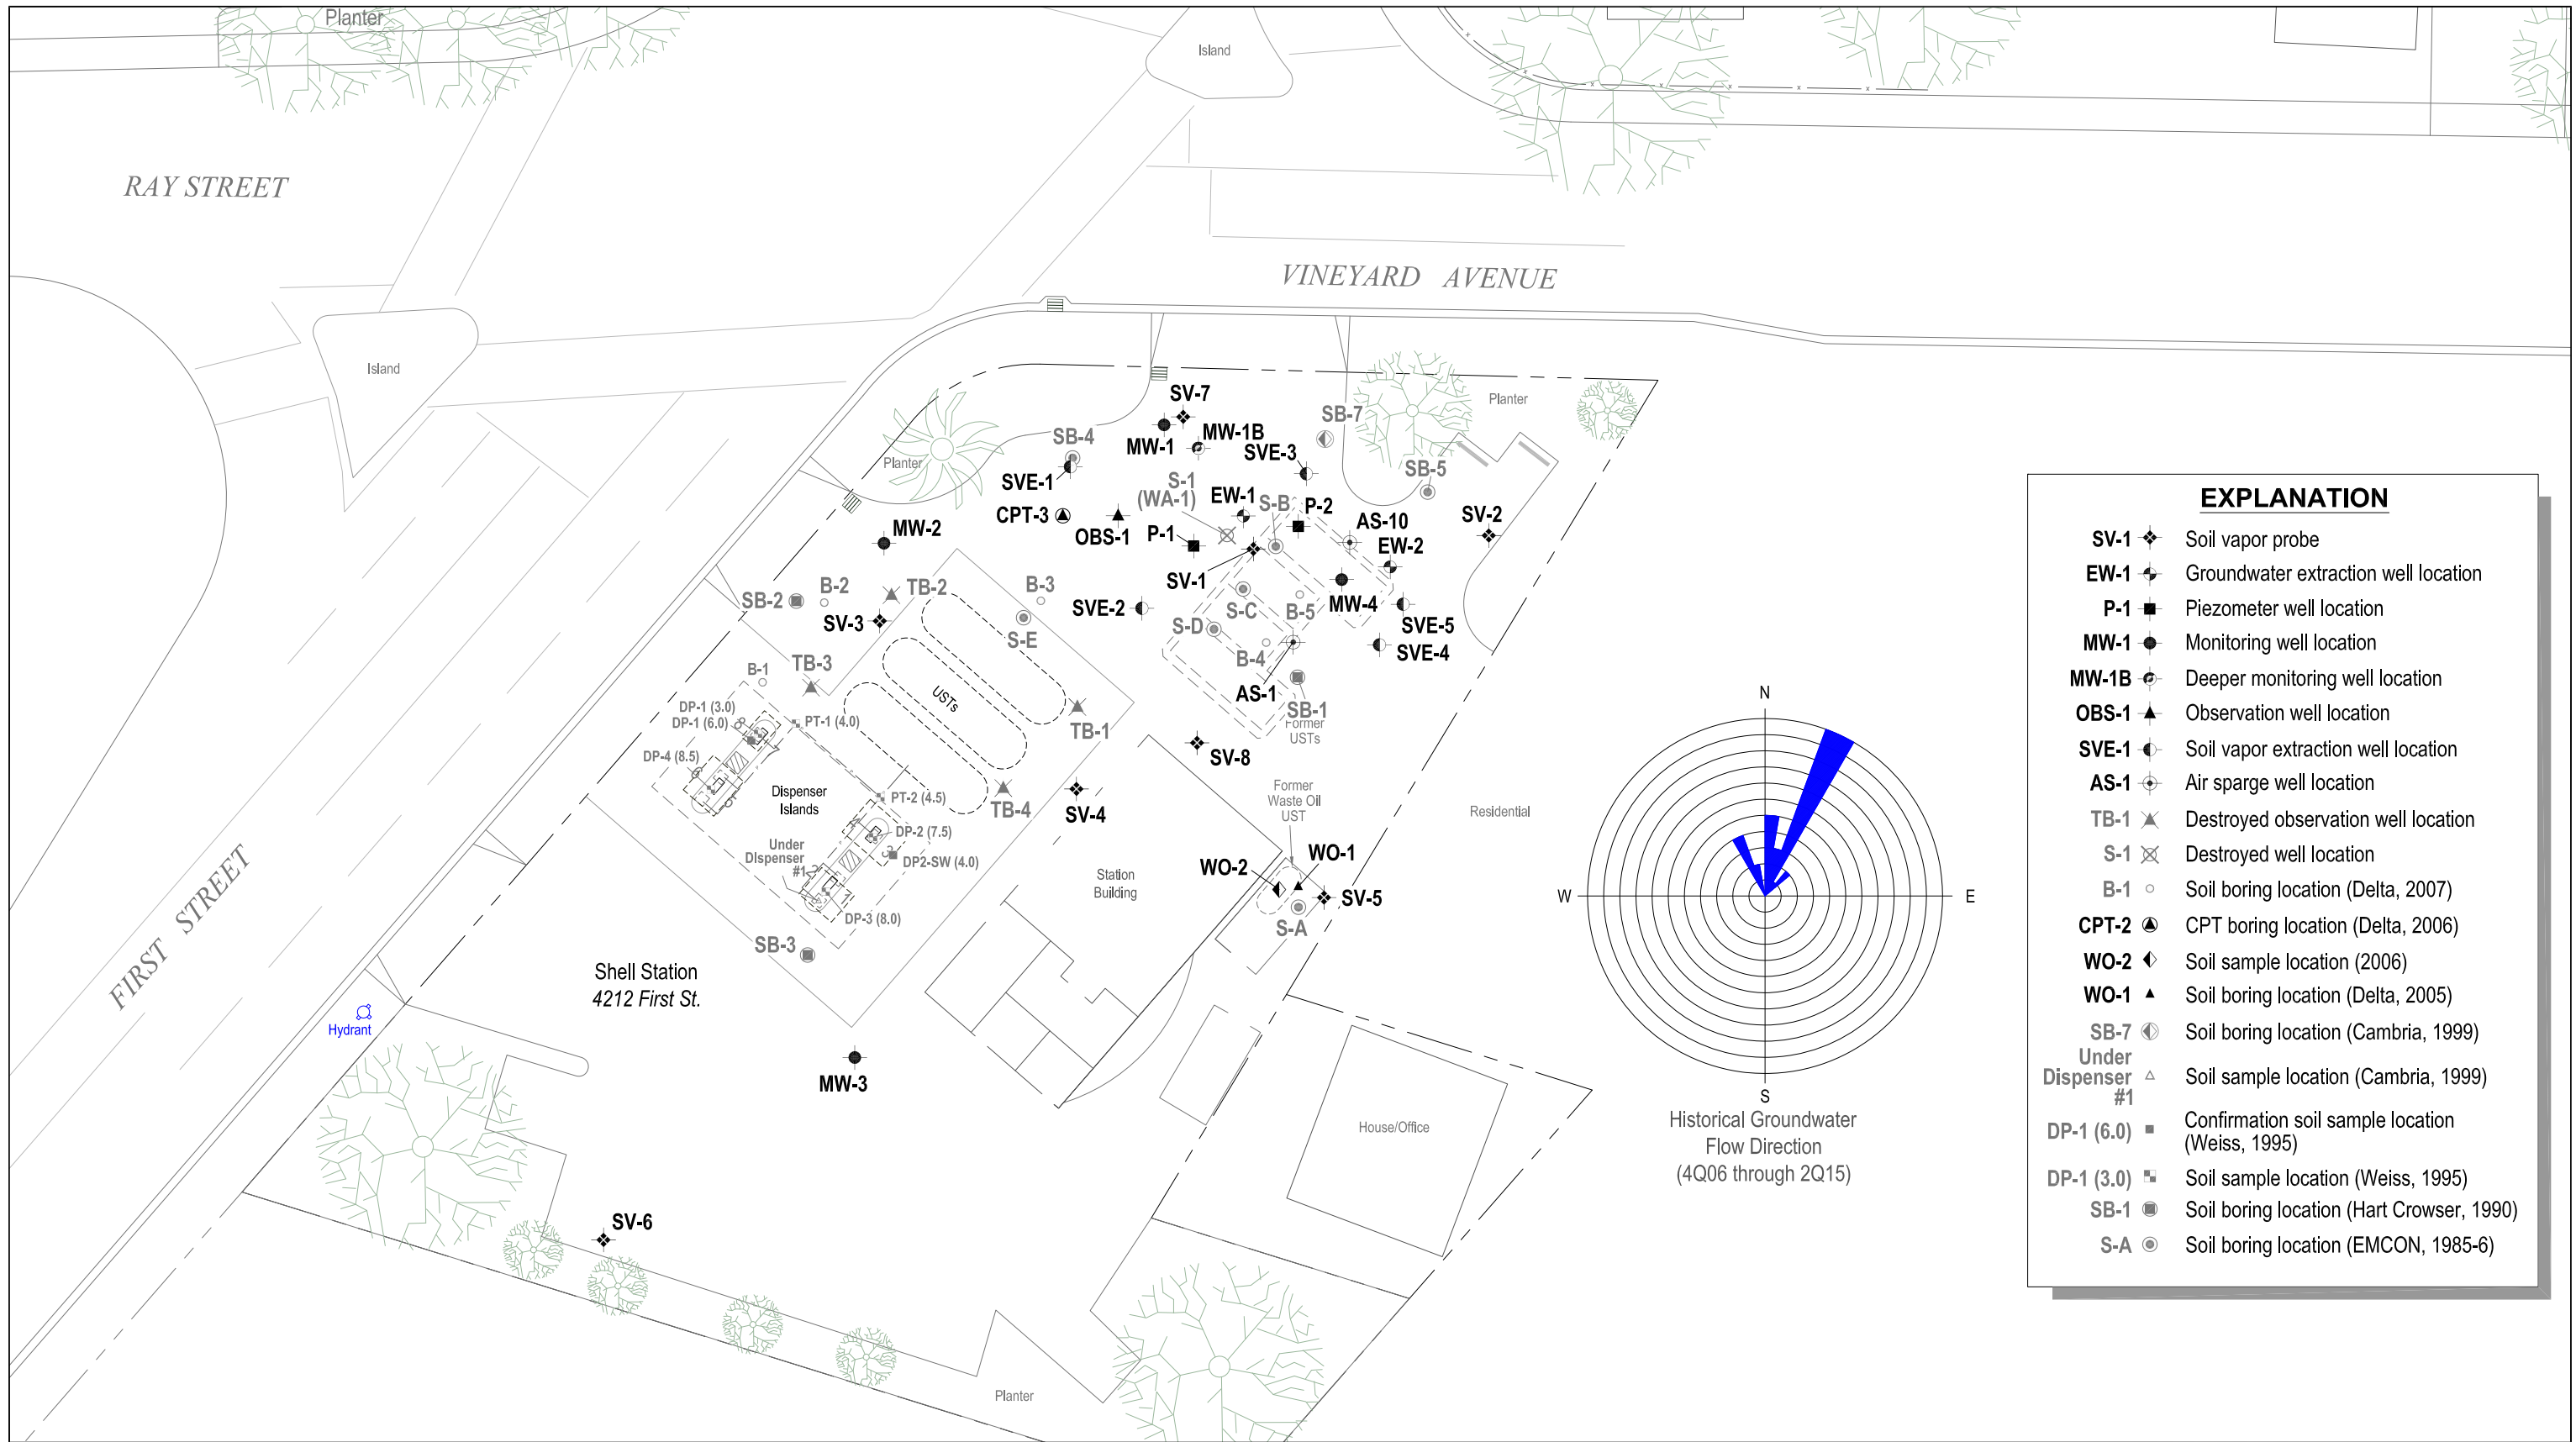 Planter
Island
RAY STREET
VINEYARD AVENUE
Island
FIRST STREET
Planter
Planter
SV-7
MW-1
MW-1B
SB-7
SB-4
SVE-1
SVE-3
SB-5
S-1
(WA-1)
EW-1
S-B
P-2
AS-10
SV-2
CPT-3
OBS-1
P-1
EW-2
MW-2
SV-1
SB-2
B-2
TB-2
B-3
SVE-2
S-C
B-5
MW-4
SVE-5
SV-3
S-E
S-D
B-4
SVE-4
AS-1
B-1
TB-3
USTs
TB-1
SB-1
Former
USTs
DP-1 (3.0)
DP-1 (6.0)
PT-1 (4.0)
DP-4 (8.5)
SV-8
Dispenser
Islands
PT-2 (4.5)
TB-4
SV-4
Former
Waste Oil
UST
Residential
DP-2 (7.5)
DP2-SW (4.0)
Under
DIspenser
#1
Station
Building
WO-2
WO-1
SV-5
S-A
DP-3 (8.0)
SB-3
Shell Station
4212 First St.
Hydrant
MW-3
House/Office
SV-6
Planter
N
W
E
S
Historical Groundwater
Flow Direction
(4Q06 through 2Q15)
EXPLANATION
SV-1 Soil vapor probe
EW-1 Groundwater extraction well location
P-1 Piezometer well location
MW-1 Monitoring well location
MW-1B Deeper monitoring well location
OBS-1 Observation well location
SVE-1 Soil vapor extraction well location
AS-1 Air sparge well location
TB-1 Destroyed observation well location
S-1 Destroyed well location
B-1 Soil boring location (Delta, 2007)
CPT-2 CPT boring location (Delta, 2006)
WO-2 Soil sample location (2006)
WO-1 Soil boring location (Delta, 2005)
SB-7 Soil boring location (Cambria, 1999)
Under
Dispenser Soil sample location (Cambria, 1999)
#1
DP-1 (6.0) Confirmation soil sample location
(Weiss, 1995)
DP-1 (3.0) Soil sample location (Weiss, 1995)
SB-1 Soil boring location (Hart Crowser, 1990)
S-A Soil boring location (EMCON, 1985-6)